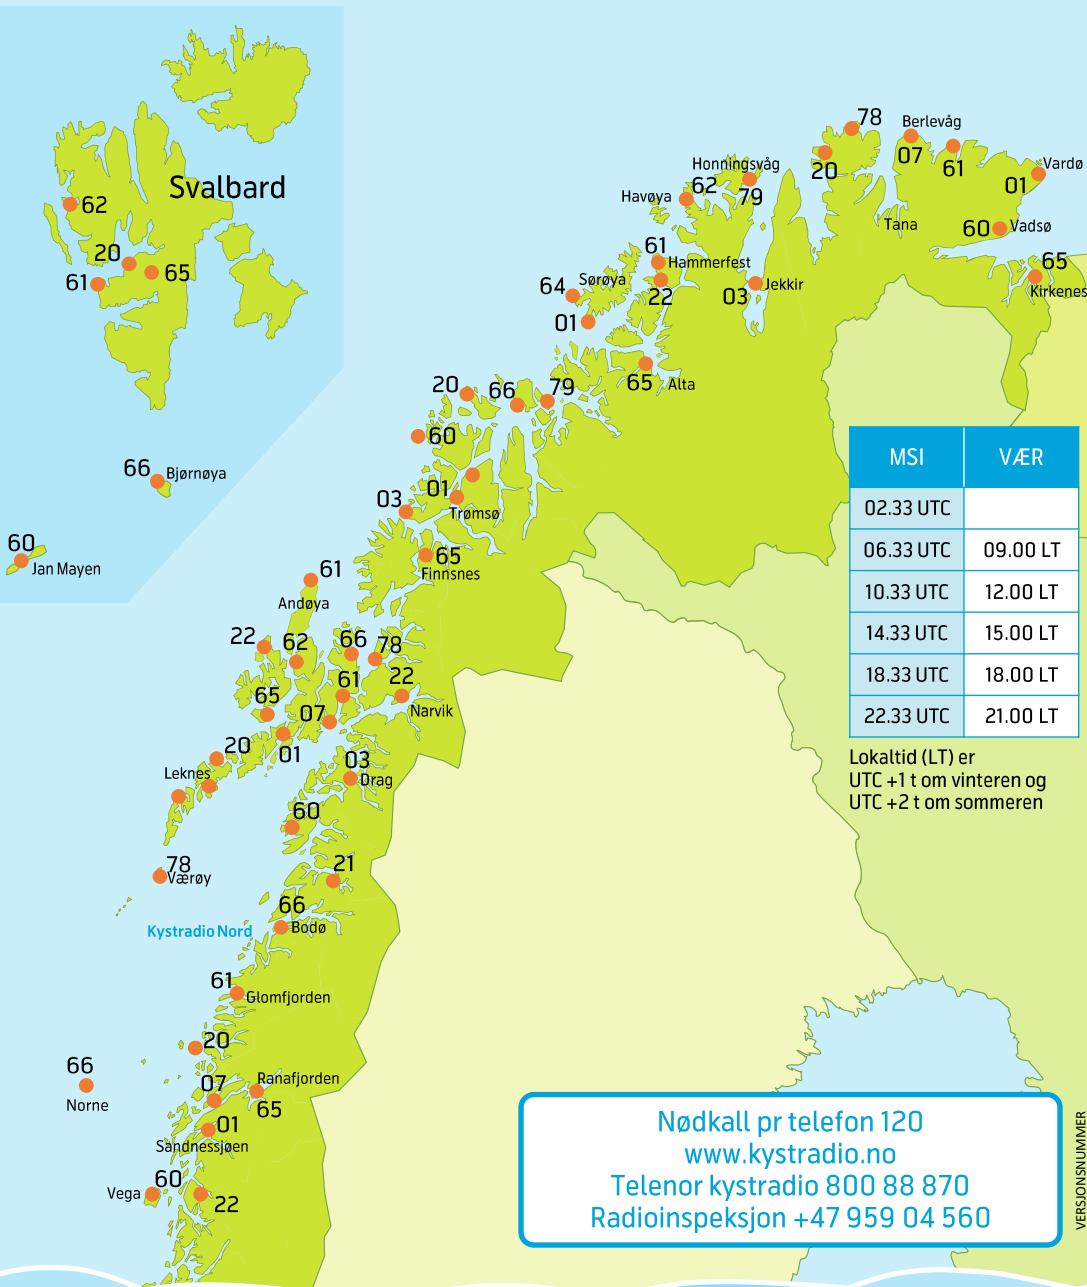 Svalbard
62
20
61
65
66
Bjørnøya
60
Jan Mayen
78
Berlevåg
07
61
20
Vardø
01
60
Vadsø
65
Kirkenes
Tana
Honningsvåg
79
62
Havøya
61
Hammerfest
22
03
Jekkir
Sørøya
64
01
65
Alta
20
66
79
60
01
Trømsø
03
65
Finnsnes
61
Andøya
22
62
66
78
61
22
Narvik
65
07
01
20
Leknes
03
Drag
60
78
Værøy
21
66
Bodø
Kystradio Nord
61
Glomfjorden
20
66
Norne
07
Ranafjorden
65
01
Sandnessjøen
60
Vega
22
MSI VÆR
02.33 UTC
06.33 UTC 09.00 LT
10.33 UTC 12.00 LT
14.33 UTC 15.00 LT
18.33 UTC 18.00 LT
22.33 UTC 21.00 LT
Lokaltid (LT) er
UTC +1 t om vinteren og
UTC +2 t om sommeren
Nødkall pr telefon 120
www.kystradio.no
Telenor kystradio 800 88 870
Radioinspeksjon +47 959 04 560
VERSJONSNUMMER